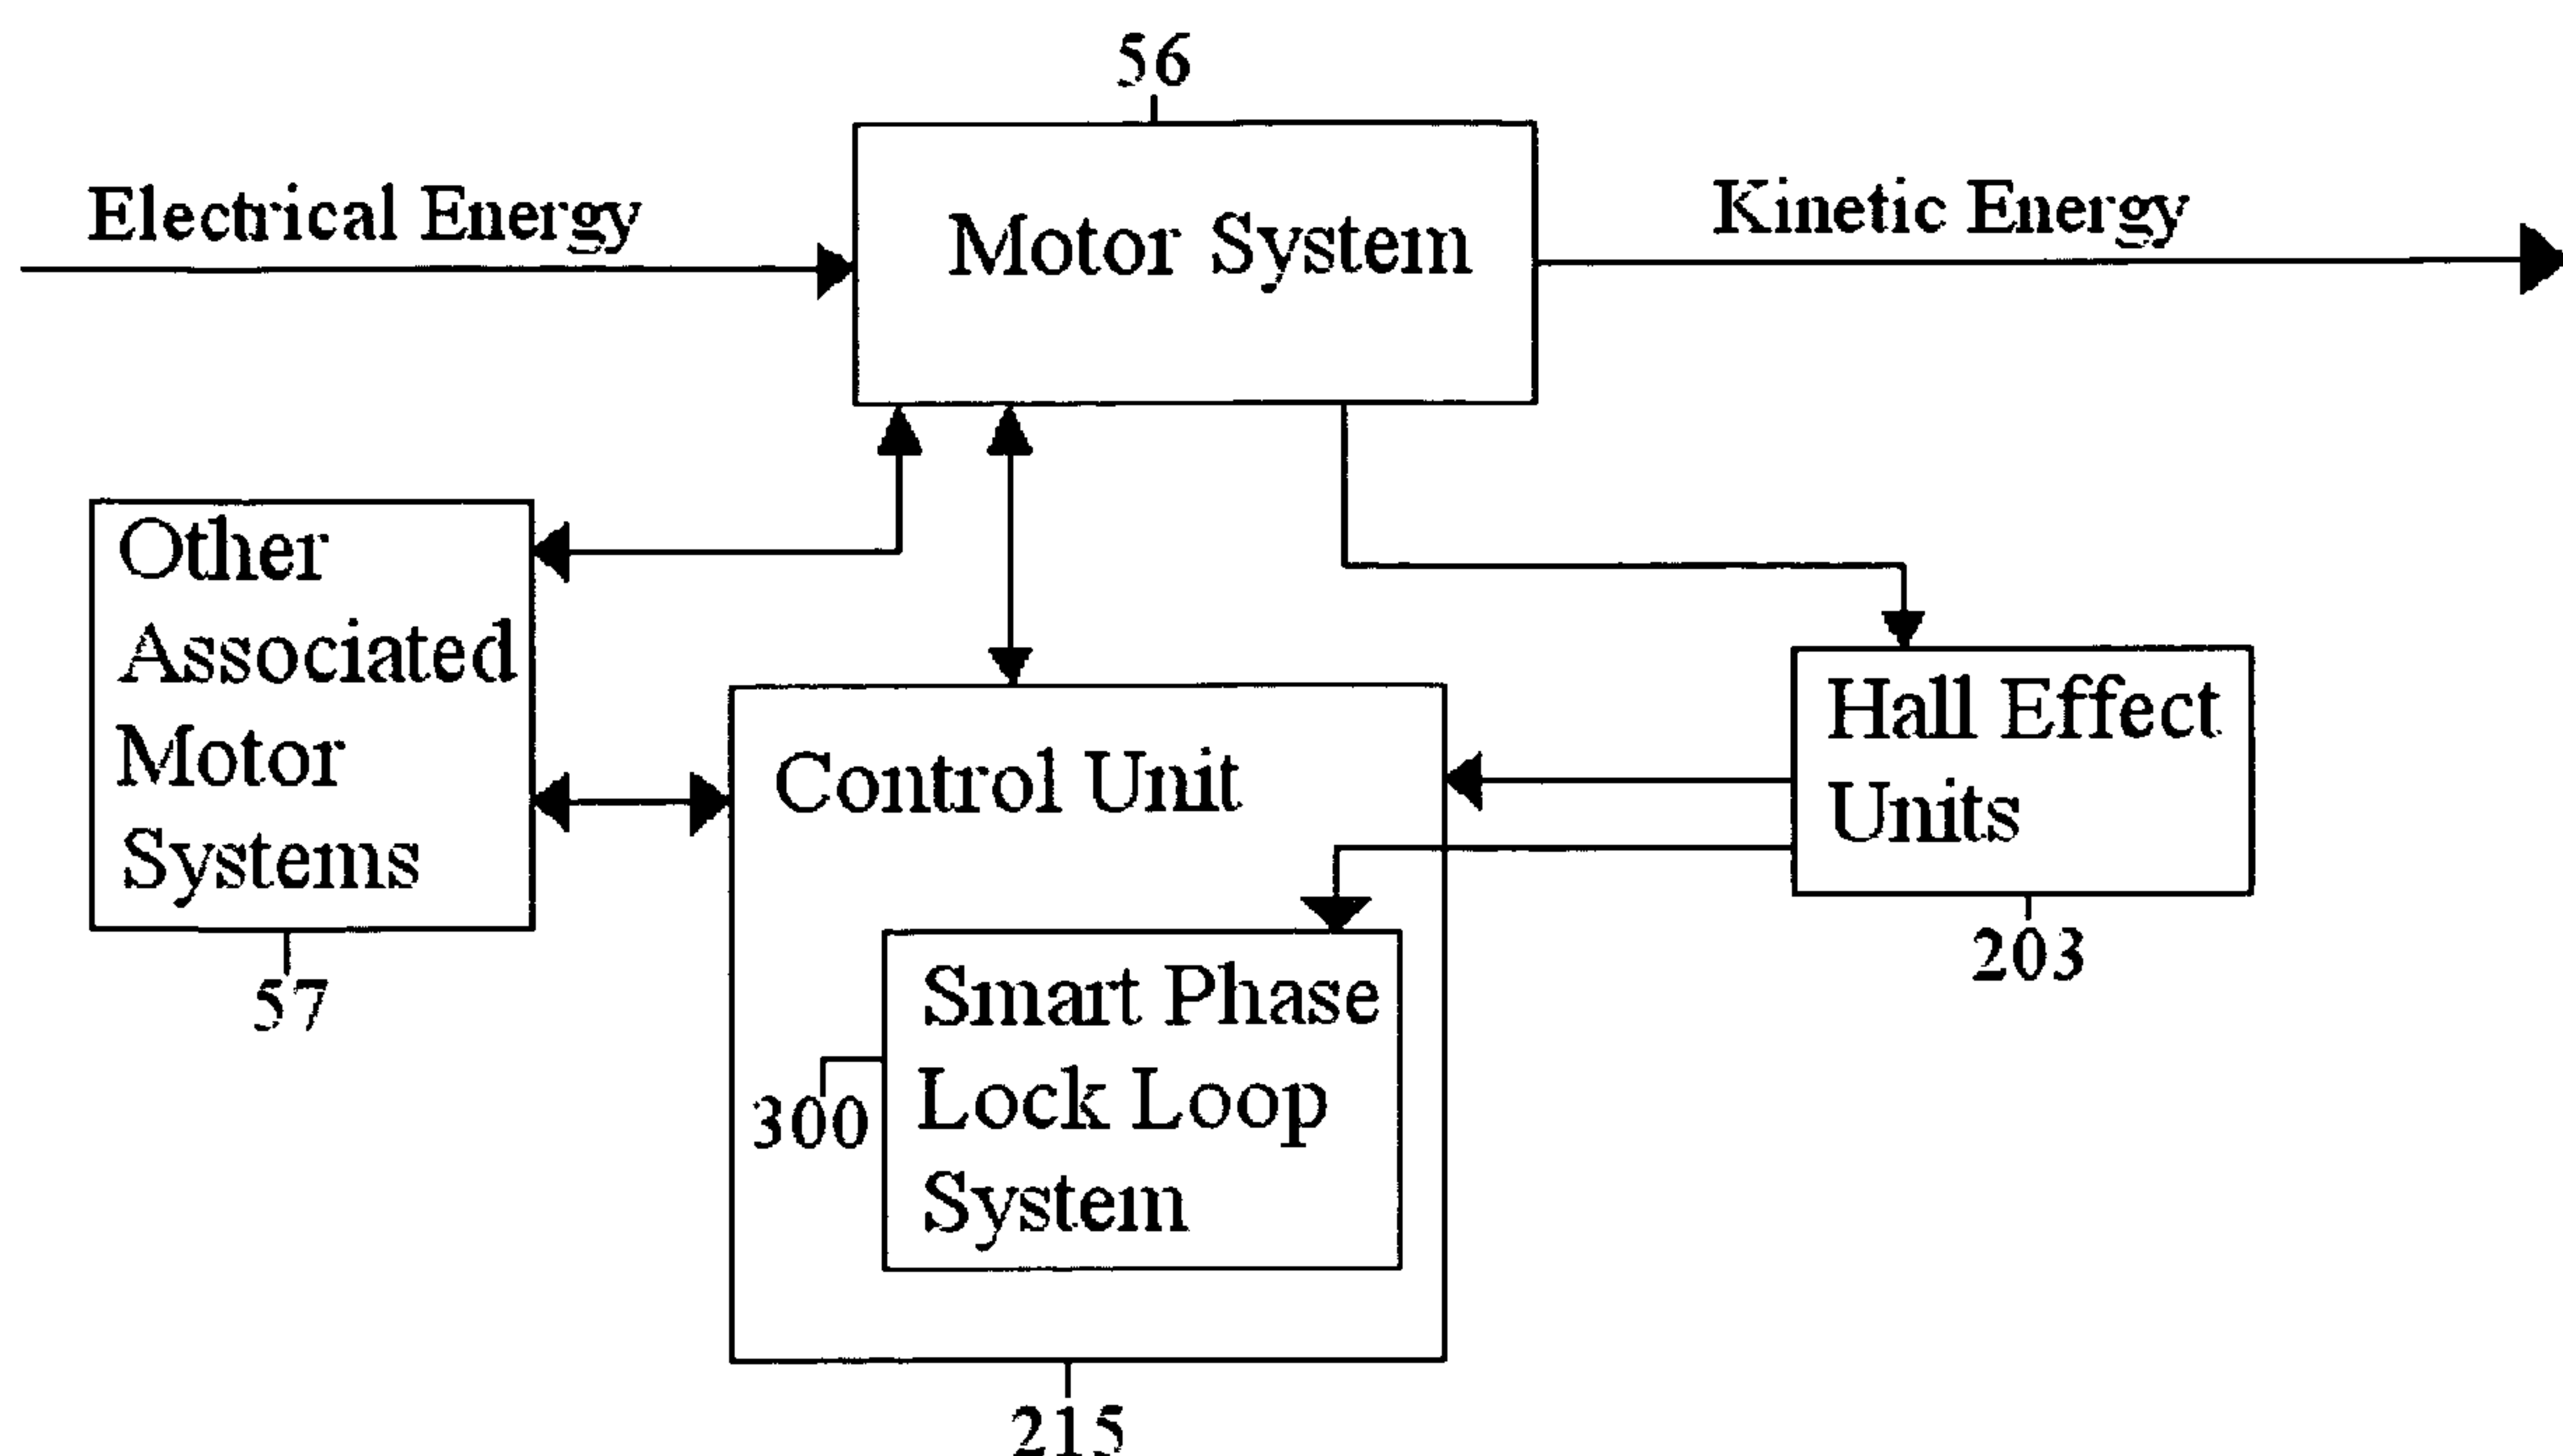 56
Electrical Energy
Motor System
Kinetic Energy
Other
Associated
Motor
Systems
57
Control Unit
Hall Effect
Units
203
Smart Phase
Lock Loop
System
300
215